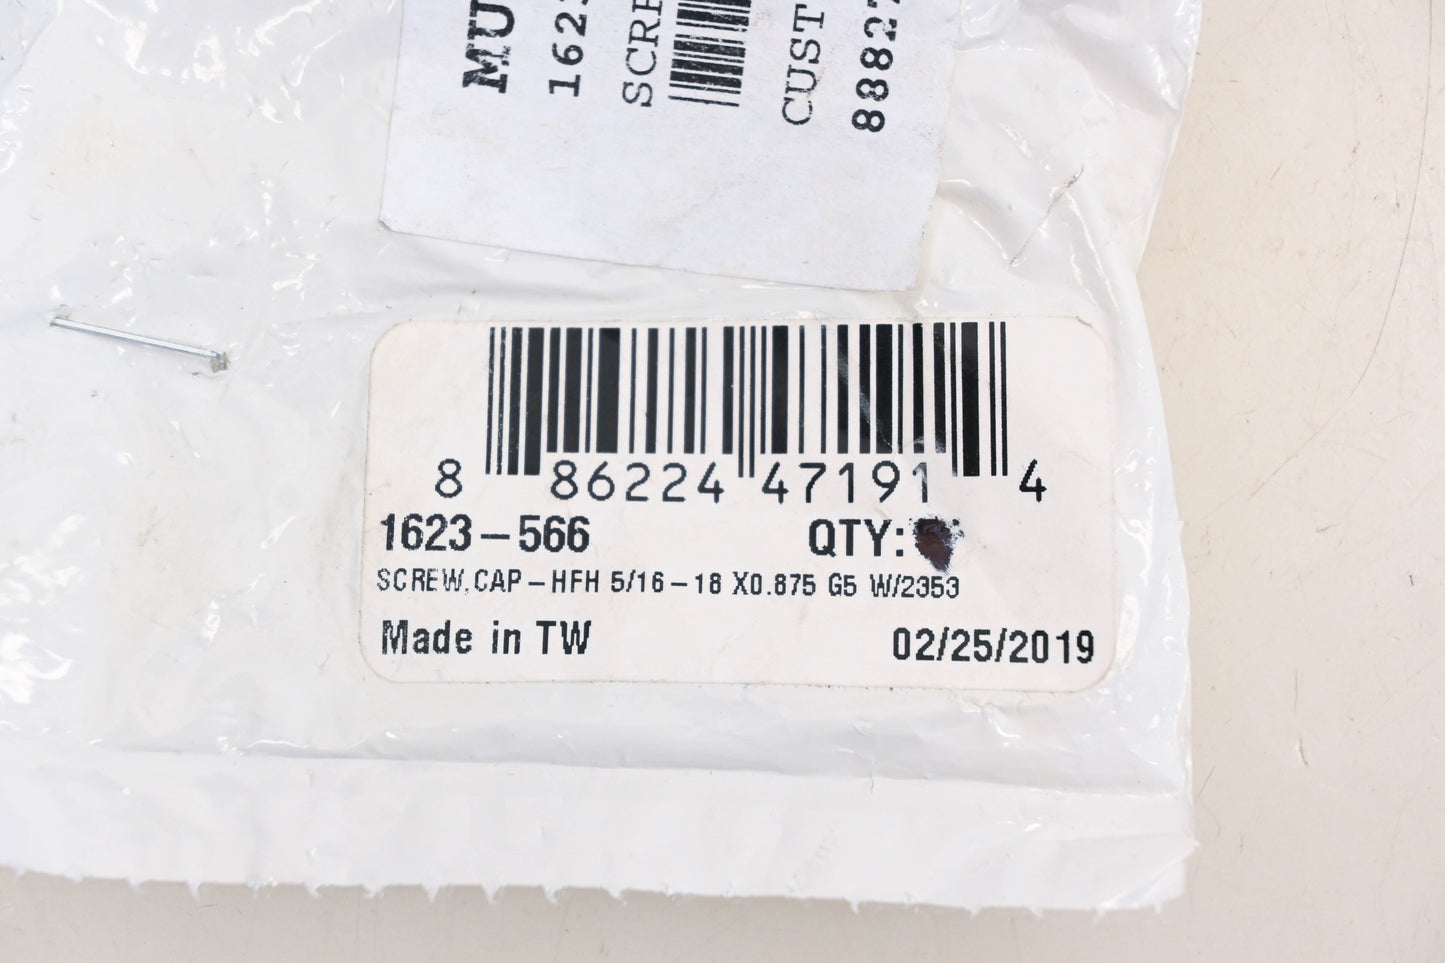 MU
1623
SCRE
CUST
8882
8 86224 47191 4
1623-566 QTY:
SCREW,CAP-HFH 5/16-18 X0.875 G5 W/2353
Made in TW 02/25/2019